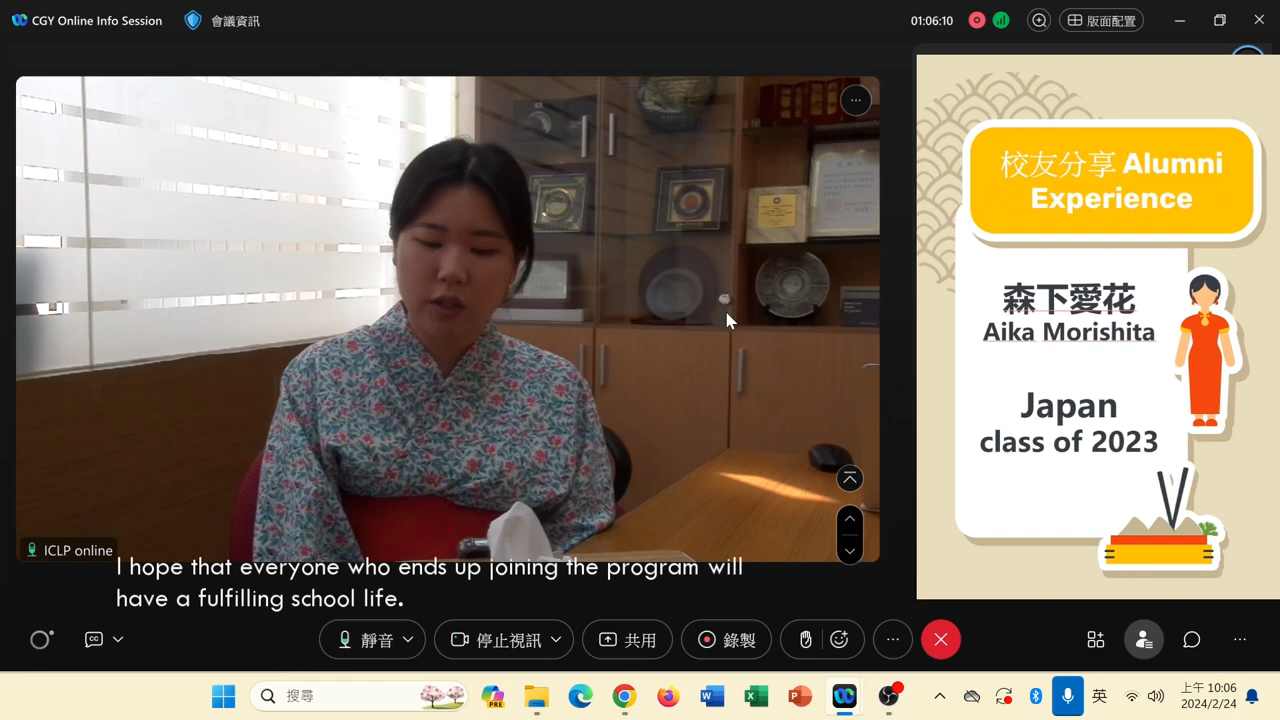 CGY Online Info Session
會議資訊
01:06:10
版面配置
校友分享 Alumni
Experience
森下愛花
Aika Morishita
Japan
class of 2023
ICLP online
I hope that everyone who ends up joining the program will
have a fulfilling school life.
CC
靜音
停止視訊
共用
錄製
搜尋
PRE
英
上午 10:06
2024/2/24